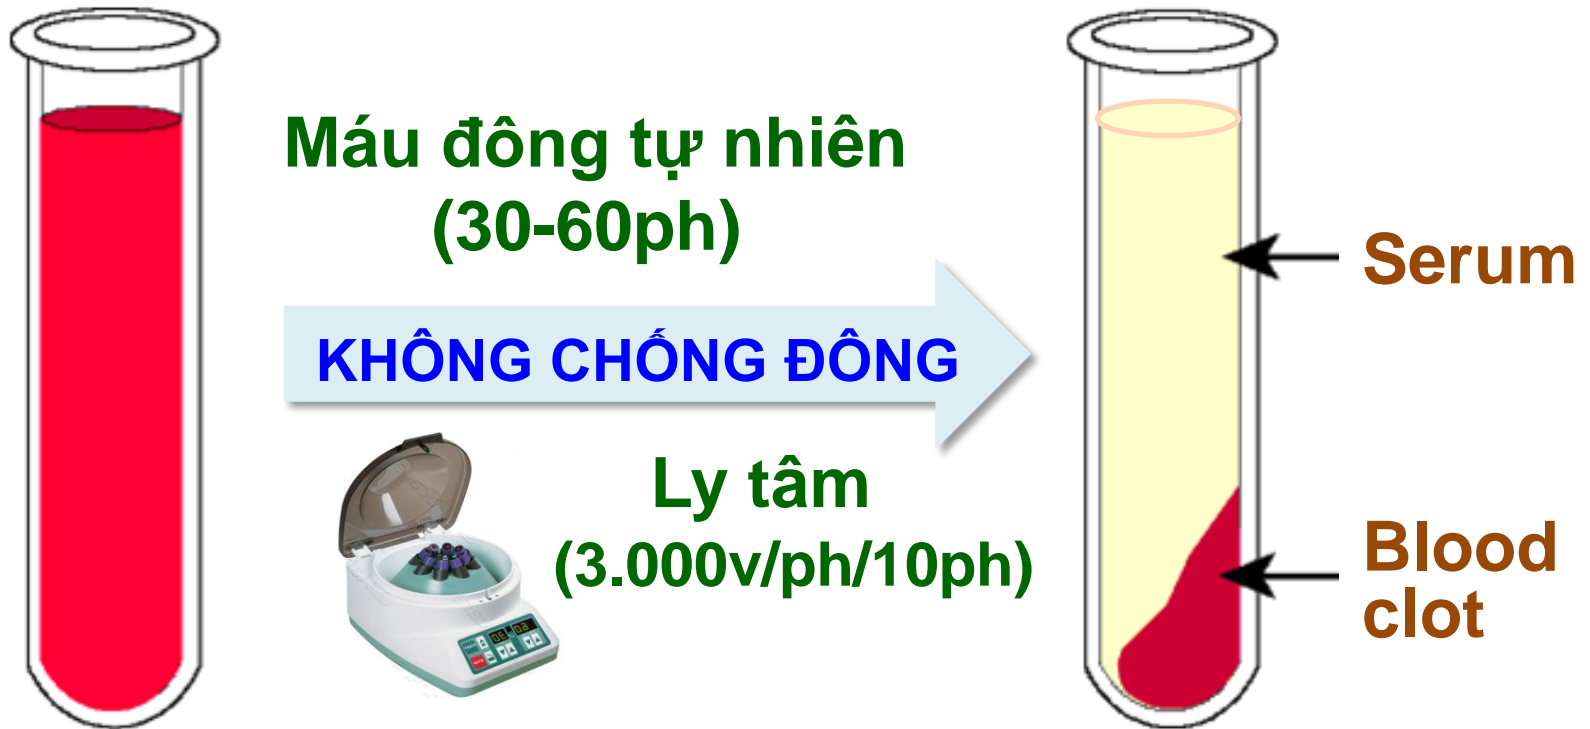 Máu đông tự nhiên
(30-60ph)
KHÔNG CHỐNG ĐÔNG
Ly tâm
(3.000v/ph/10ph)
Serum
Blood
clot